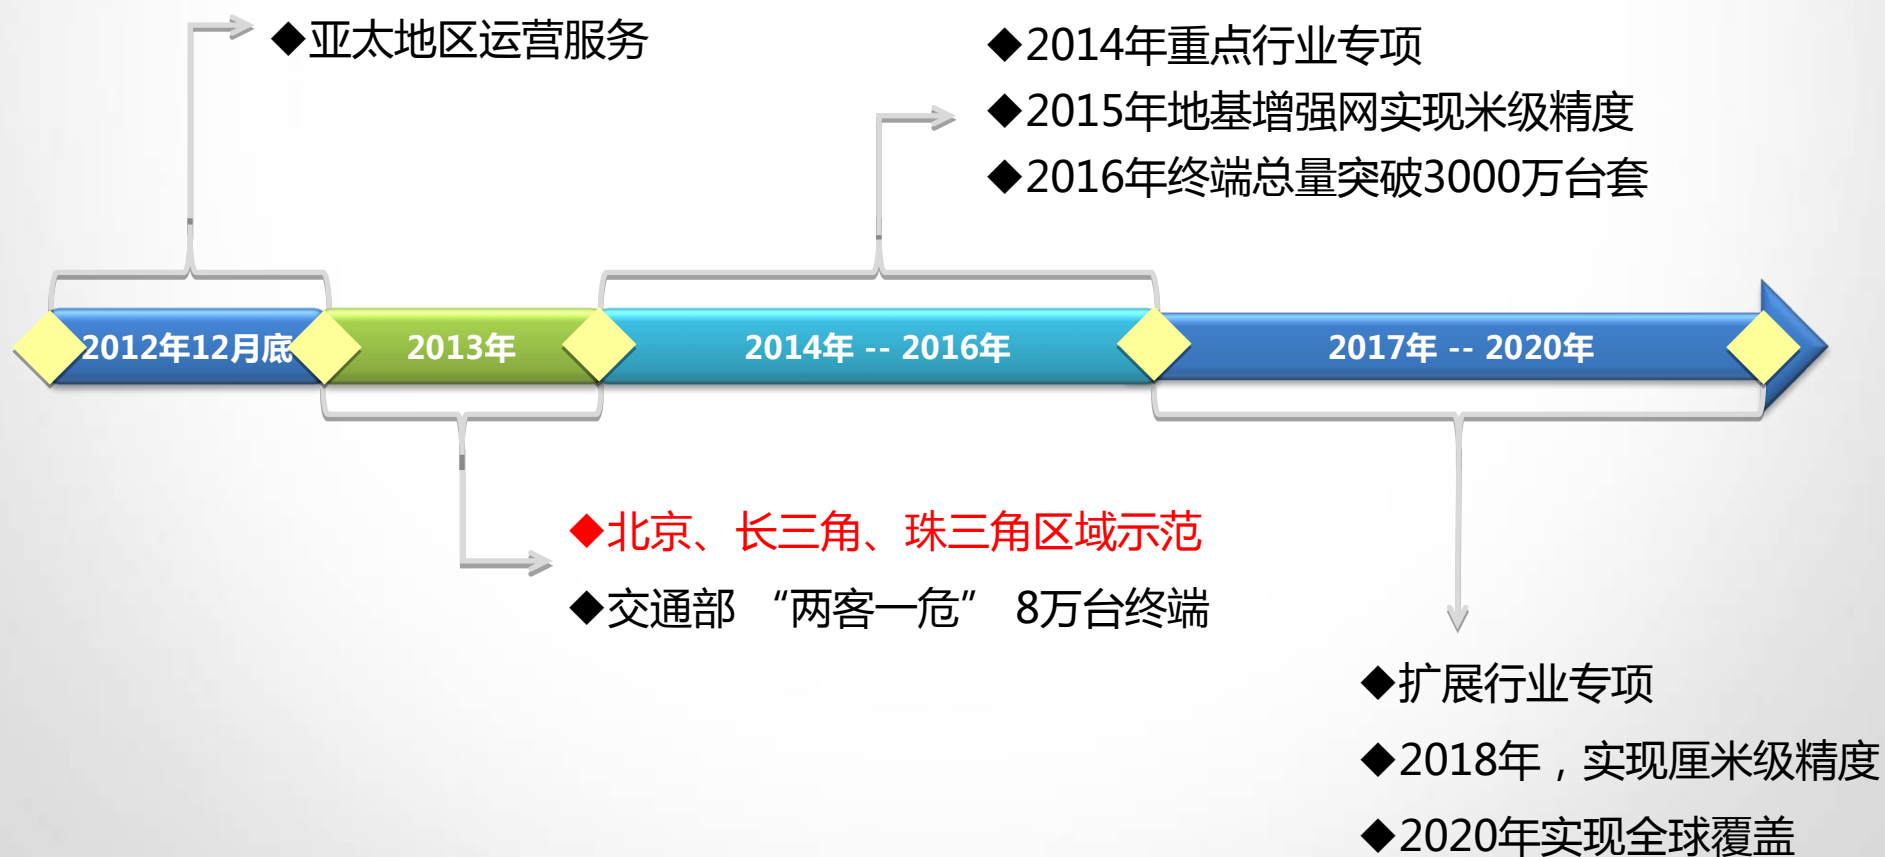 ◆亚太地区运营服务
◆2014年重点行业专项
◆2015年地基增强网实现米级精度
◆2016年终端总量突破3000万台套
2012年12月底
2013年
2014年 -- 2016年
2017年 -- 2020年
◆北京、长三角、珠三角区域示范
◆交通部 “两客一危” 8万台终端
◆扩展行业专项
◆2018年，实现厘米级精度
◆2020年实现全球覆盖